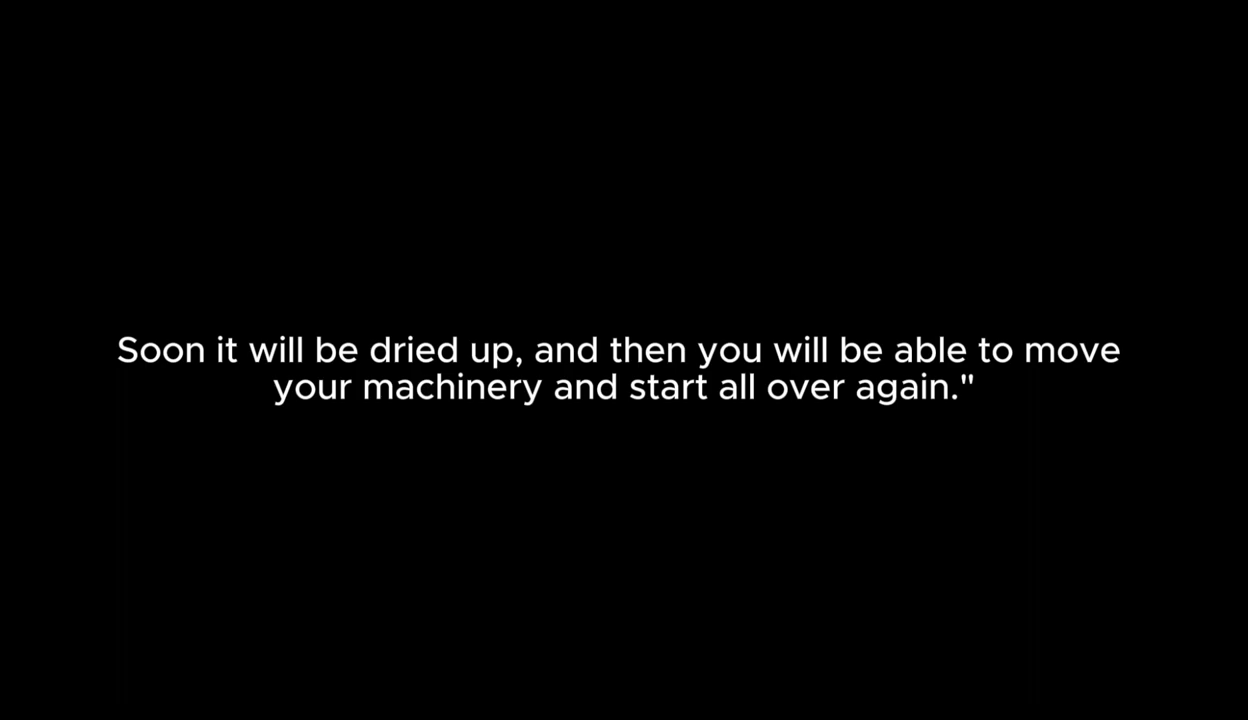 Soon it will be dried up, and then you will be able to move
your machinery and start all over again."